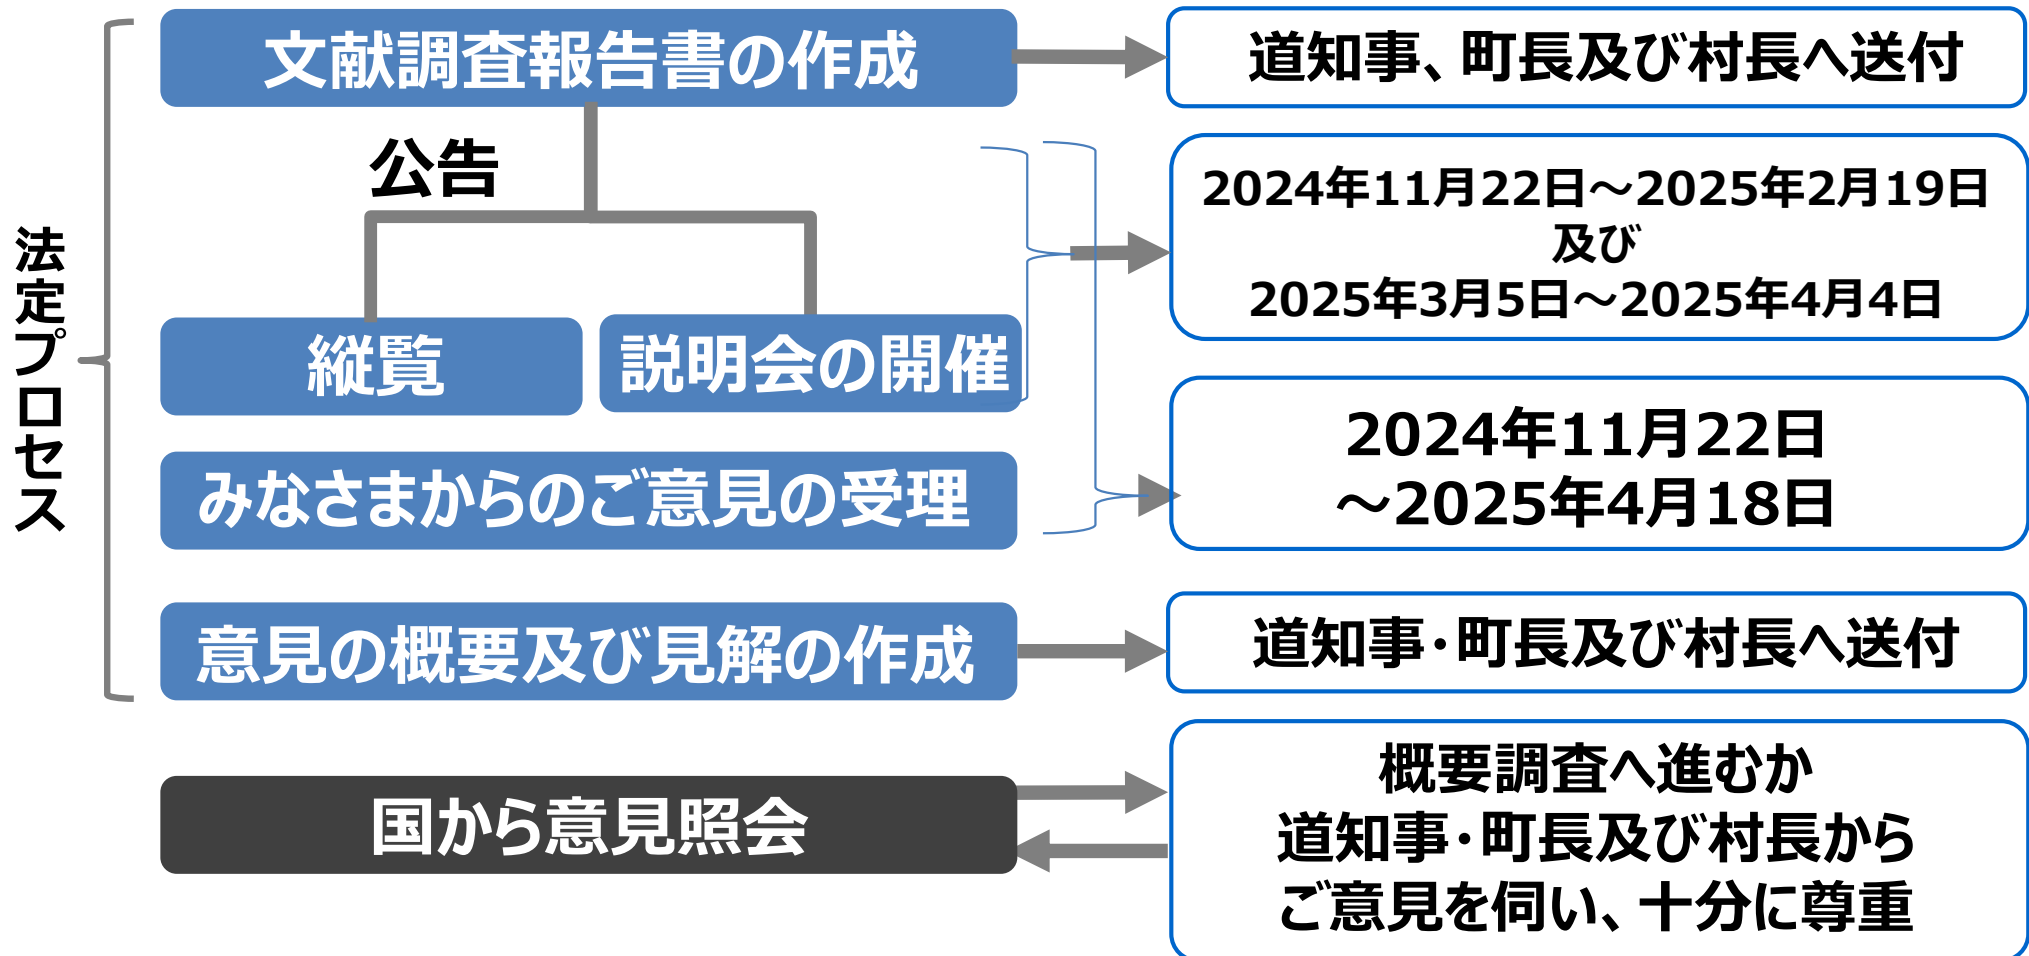 法定プロセス
文献調査報告書の作成
道知事、町長及び村長へ送付
公告
2024年11月22日～2025年2月19日
及び
2025年3月5日～2025年4月4日
縦覧
説明会の開催
みなさまからのご意見の受理
2024年11月22日
～2025年4月18日
意見の概要及び見解の作成
道知事・町長及び村長へ送付
国から意見照会
概要調査へ進むか
道知事・町長及び村長から
ご意見を伺い、十分に尊重